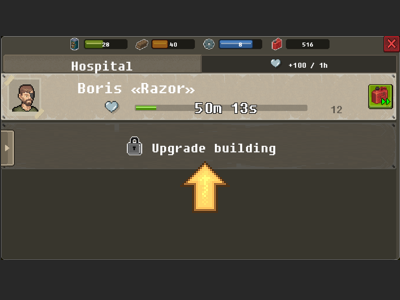 28 40 8 516
Hospital +100 / 1h
Boris «Razor»
50m 13s 12
Upgrade building